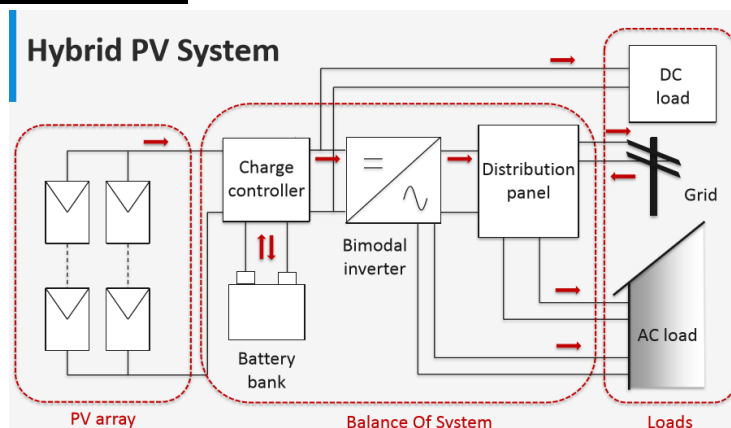 Hybrid PV System
DC
load
Charge
controller
Distribution
panel
Grid
Bimodal
inverter
Battery
bank
AC load
PV array
Balance Of System
Loads